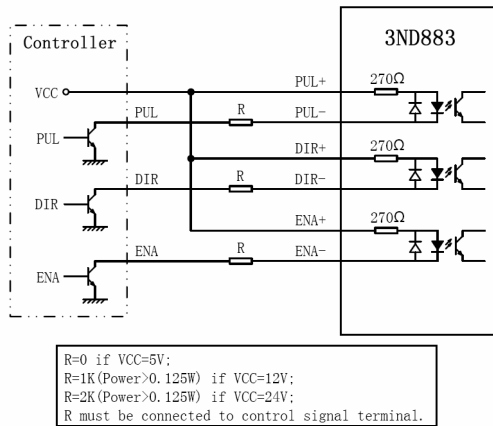 Controller
3ND883
VCC
PUL+
270Ω
PUL
PUL
R
PUL-
DIR+
270Ω
DIR
DIR
R
DIR-
ENA+
270Ω
ENA
ENA
R
ENA-
R=0 if VCC=5V;
R=1K(Power>0.125W) if VCC=12V;
R=2K(Power>0.125W) if VCC=24V;
R must be connected to control signal terminal.